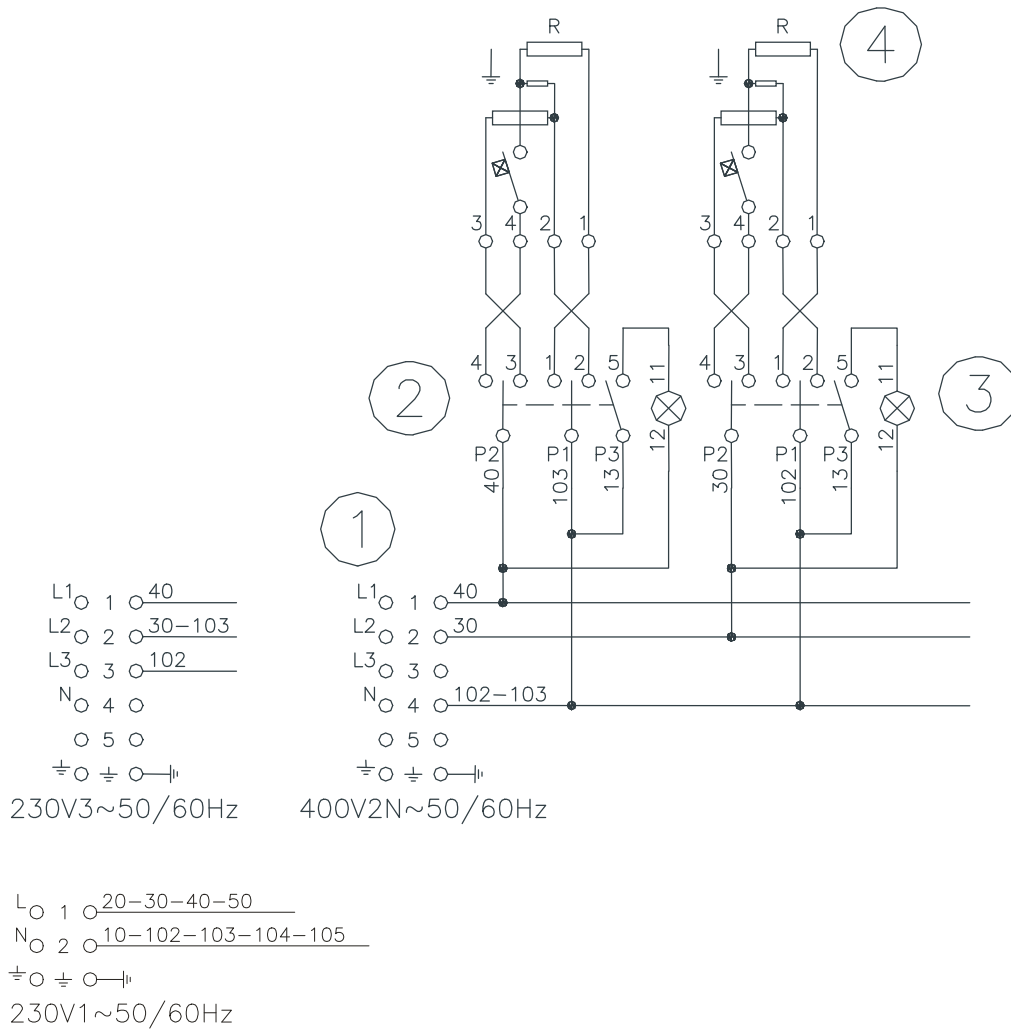 R R 4
3 4 2 1 3 4 2 1
4 3 1 2 5 11 4 3 1 2 5 11
2 3
12 12
P2 P1 P3 P2 P1 P3
40 103 13 30 102 13
1
L1 1 40 L1 1 40
L2 2 30-103 L2 2 30
L3 3 102 L3 3
N 4 N 4 102-103
5 5
230V3~50/60Hz 400V2N~50/60Hz
L 1 20-30-40-50
N 2 10-102-103-104-105
230V1~50/60Hz